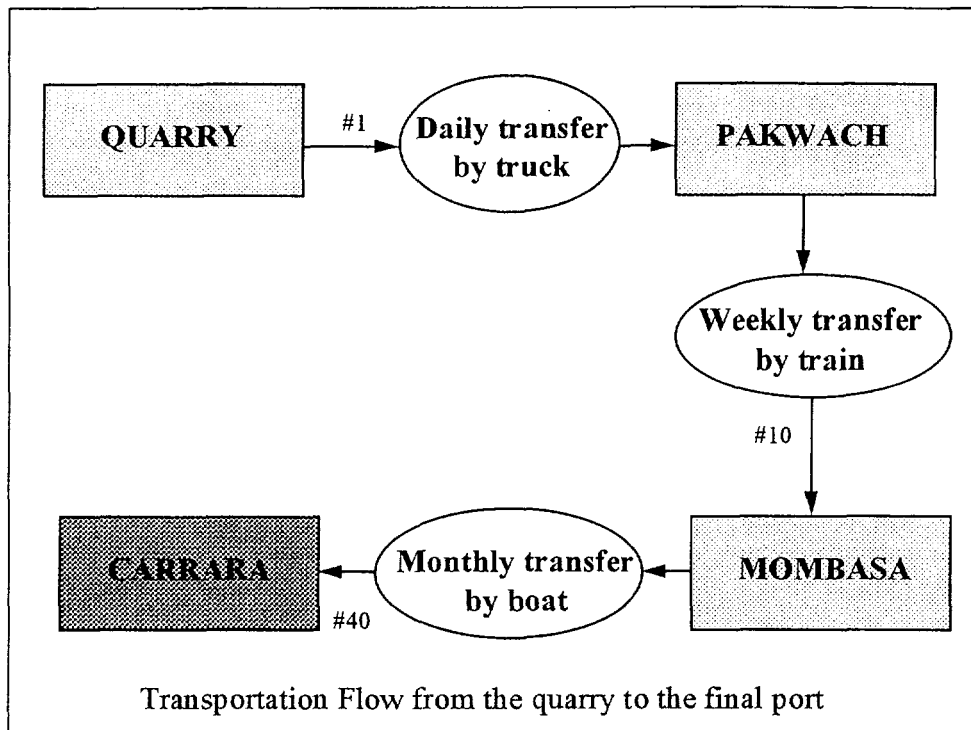 QUARRY
#1
Daily transfer
by truck
PAKWACH
Weekly transfer
by train
#10
MOMBASA
Monthly transfer
by boat
#40
CARRARA
Transportation Flow from the quarry to the final port